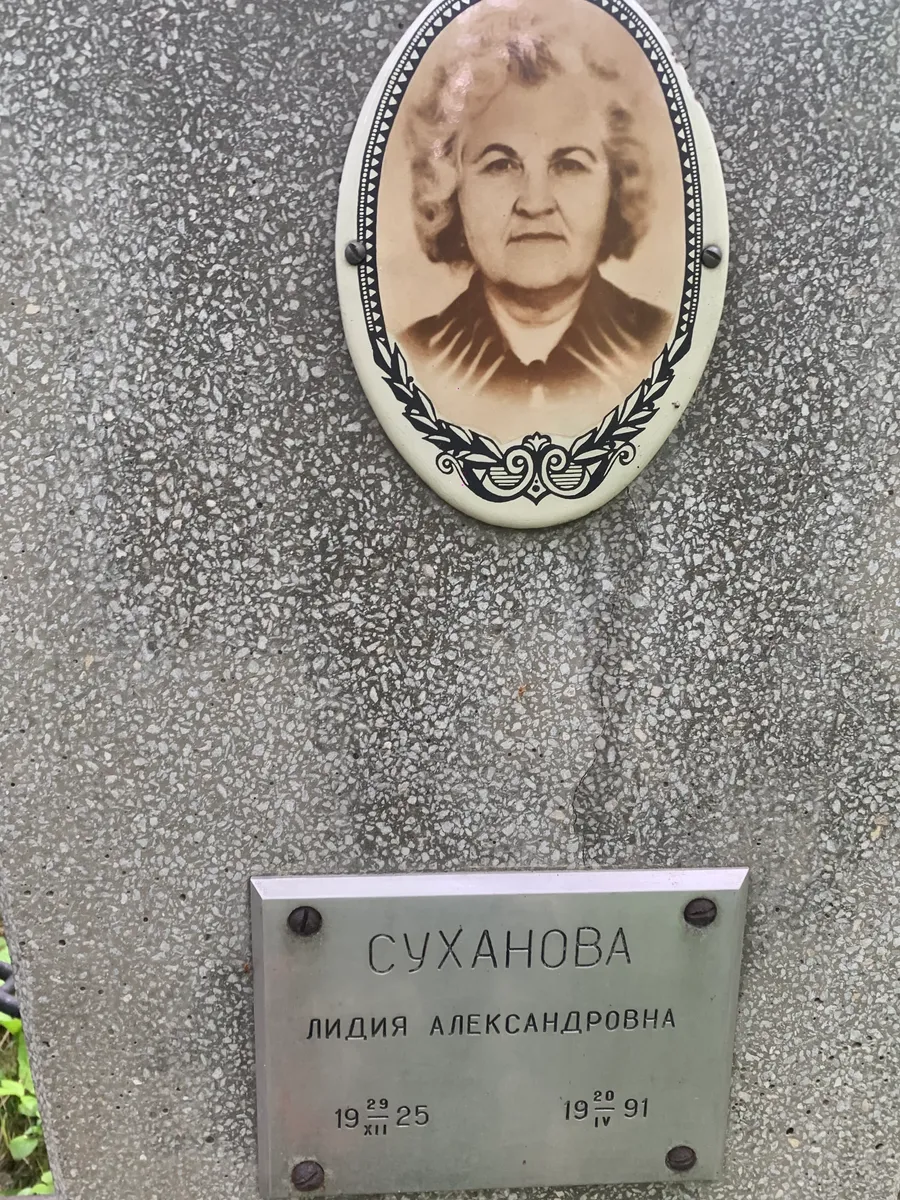 СУХАНОВА
ЛИДИЯ АЛЕКСАНДРОВНА
19 29/XII 25 19 20/IV 91